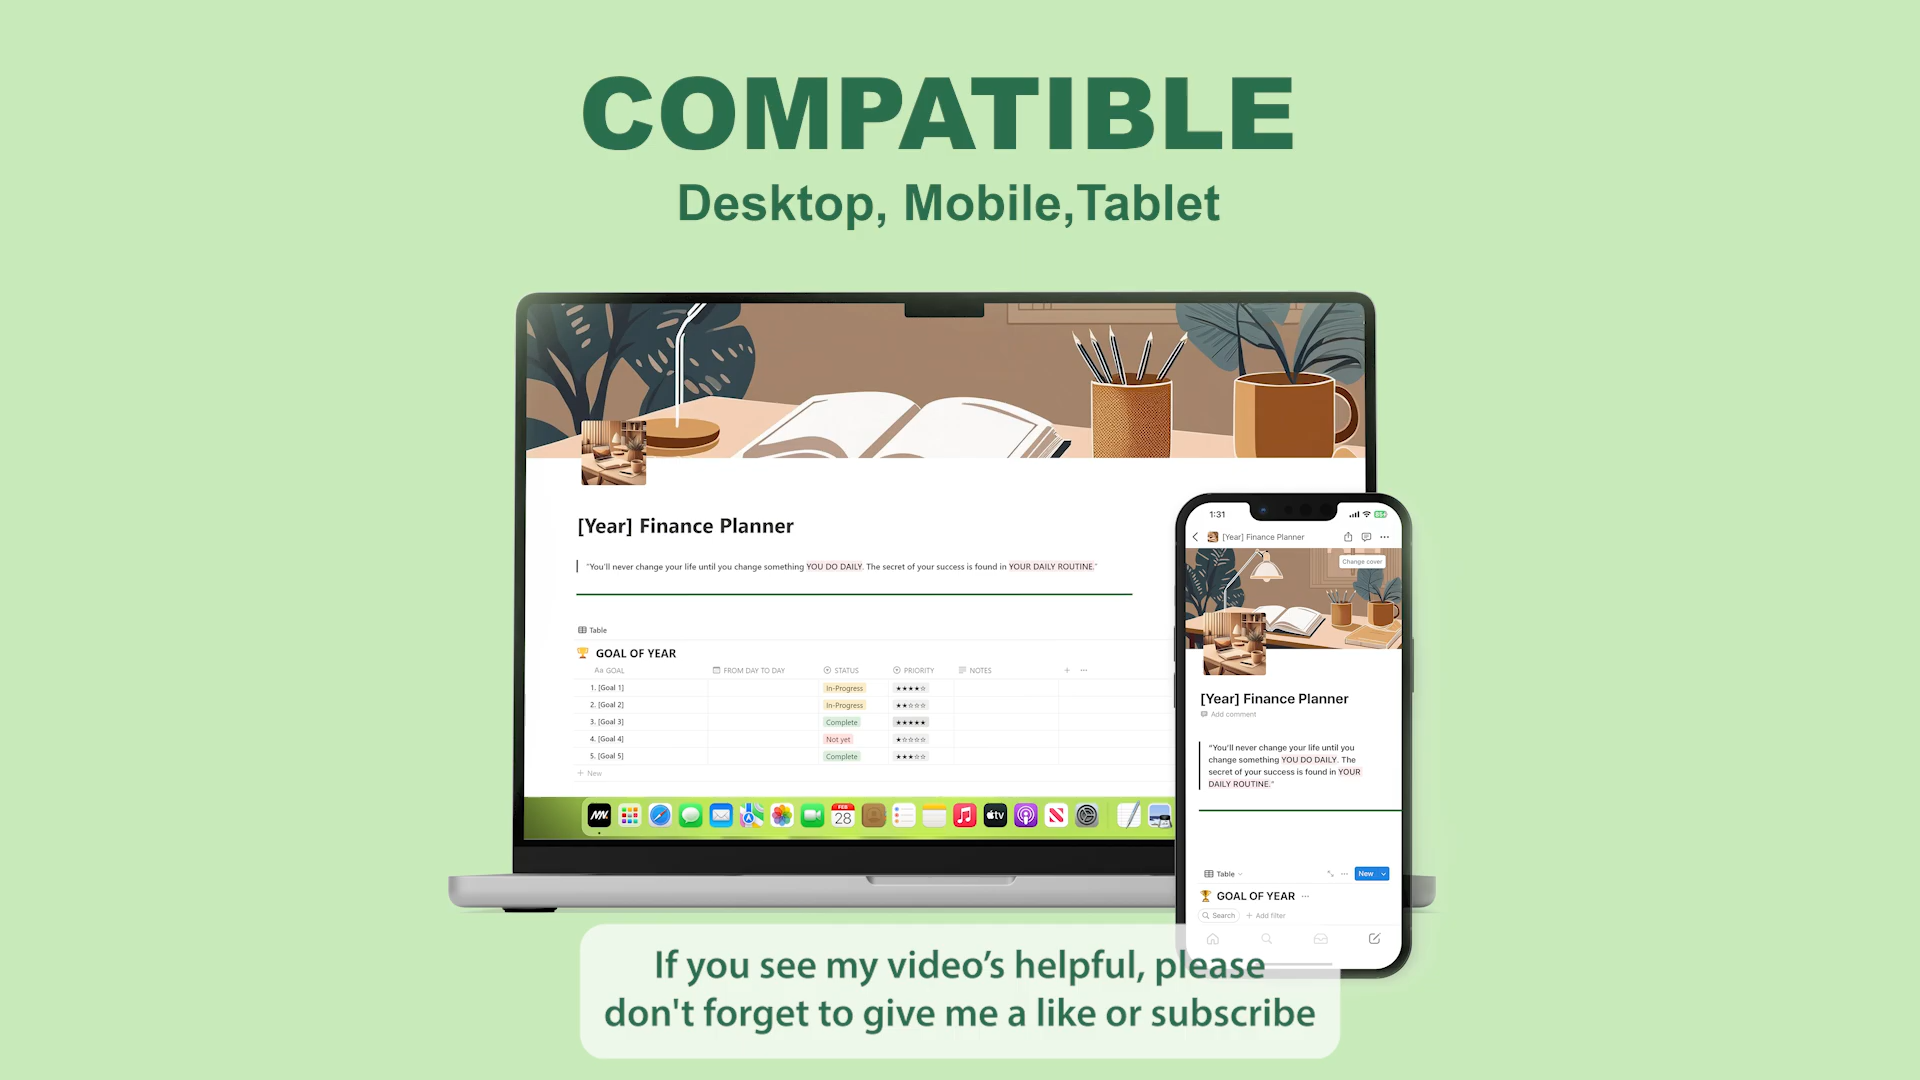 COMPATIBLE
Desktop, Mobile,Tablet
[Year] Finance Planner
"You'll never change your life until you change something YOU DO DAILY. The secret of your success is found in YOUR DAILY ROUTINE."
Table
GOAL OF YEAR
Aa GOAL FROM DAY TO DAY STATUS PRIORITY NOTES + ...
1. [Goal 1] In-Progress ★★★★☆
2. [Goal 2] In-Progress ★★☆☆☆
3. [Goal 3] Complete ★★★★★
4. [Goal 4] Not yet ★☆☆☆☆
5. [Goal 5] Complete ★★★☆☆
+ New
FEB
28
tv
1:31
[Year] Finance Planner
Change cover
[Year] Finance Planner
Add comment
"You'll never change your life until you
change something YOU DO DAILY. The
secret of your success is found in YOUR
DAILY ROUTINE."
Table
New
GOAL OF YEAR ...
Search + Add filter
If you see my video's helpful, please
don't forget to give me a like or subscribe